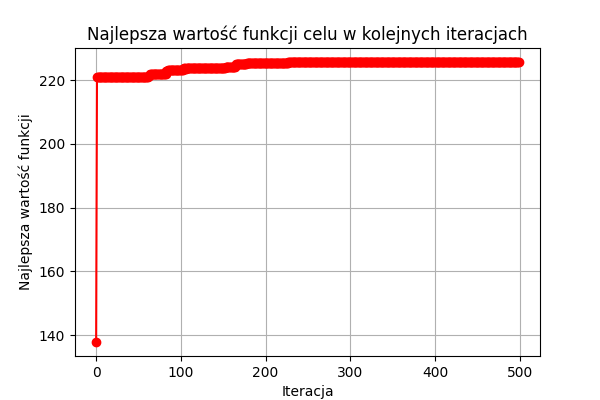 Najlepsza wartość funkcji celu w kolejnych iteracjach
220
200
180
160
140
Najlepsza wartość funkcji
0 100 200 300 400 500
Iteracja